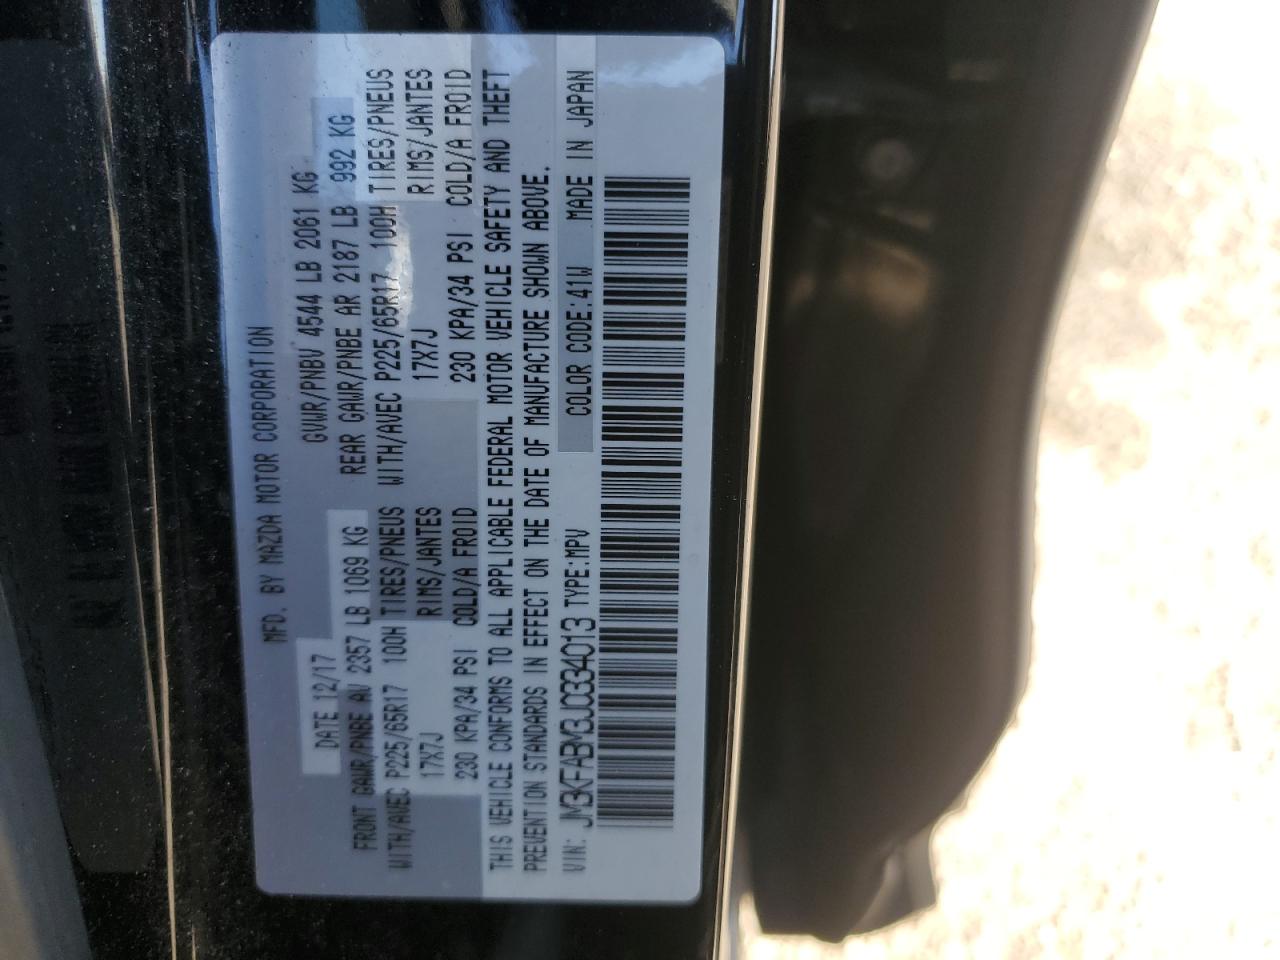 MFD. BY MAZDA MOTOR CORPORATION
DATE 12/17 GVWR/PNBV 4544 LB 2061 KG
FRONT GAWR/PNBE AV 2357 LB 1069 KG REAR GAWR/PNBE AR 2187 LB 992 KG
WITH/AVEC P225/65R17 100H TIRES/PNEUS WITH/AVEC P225/65R17 100H TIRES/PNEUS
17X7J RIMS/JANTES 17X7J RIMS/JANTES
230 KPA/34 PSI COLD/A FROID 230 KPA/34 PSI COLD/A FROID
THIS VEHICLE CONFORMS TO ALL APPLICABLE FEDERAL MOTOR VEHICLE SAFETY AND THEFT
PREVENTION STANDARDS IN EFFECT ON THE DATE OF MANUFACTURE SHOWN ABOVE.
VIN: JM3KFABM3J0334013 TYPE:MPV COLOR CODE:41W MADE IN JAPAN